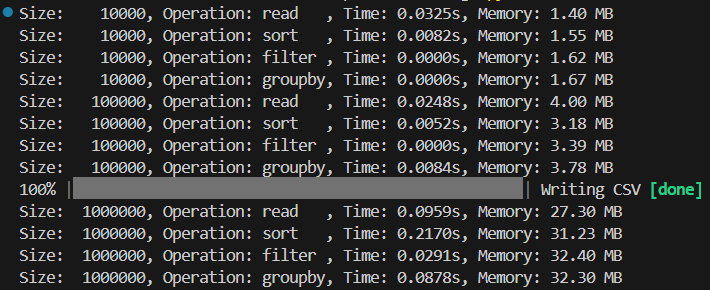 Size:    10000, Operation: read   , Time: 0.0325s, Memory: 1.40 MB
Size:    10000, Operation: sort   , Time: 0.0082s, Memory: 1.55 MB
Size:    10000, Operation: filter , Time: 0.0000s, Memory: 1.62 MB
Size:    10000, Operation: groupby, Time: 0.0000s, Memory: 1.67 MB
Size:   100000, Operation: read   , Time: 0.0248s, Memory: 4.00 MB
Size:   100000, Operation: sort   , Time: 0.0052s, Memory: 3.18 MB
Size:   100000, Operation: filter , Time: 0.0000s, Memory: 3.39 MB
Size:   100000, Operation: groupby, Time: 0.0084s, Memory: 3.78 MB
100% | | Writing CSV [done]
Size:  1000000, Operation: read   , Time: 0.0959s, Memory: 27.30 MB
Size:  1000000, Operation: sort   , Time: 0.2170s, Memory: 31.23 MB
Size:  1000000, Operation: filter , Time: 0.0291s, Memory: 32.40 MB
Size:  1000000, Operation: groupby, Time: 0.0878s, Memory: 32.30 MB